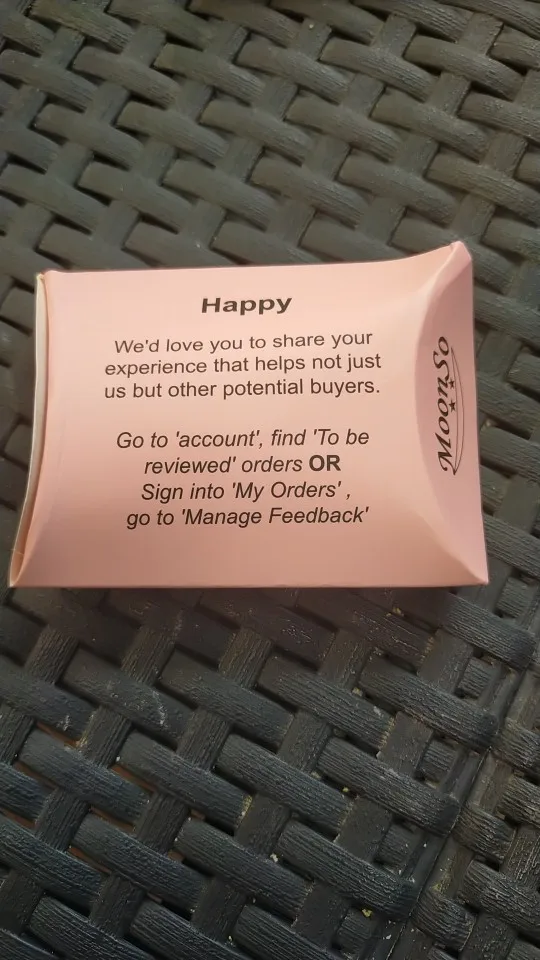 Happy
We'd love you to share your
experience that helps not just
us but other potential buyers.
Go to 'account', find 'To be
reviewed' orders OR
Sign into 'My Orders' ,
go to 'Manage Feedback'
MoonSo